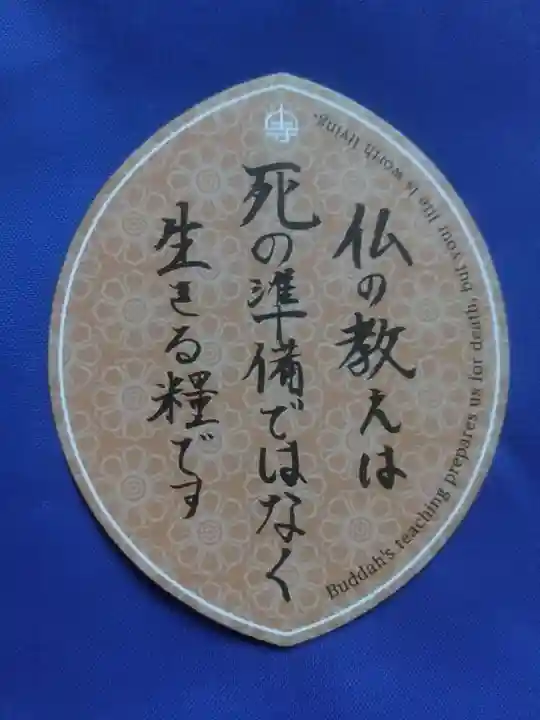 仏の教えは
死の準備ではなく
生きる糧です
Buddah's teaching prepares us for death, but your life is worth living.